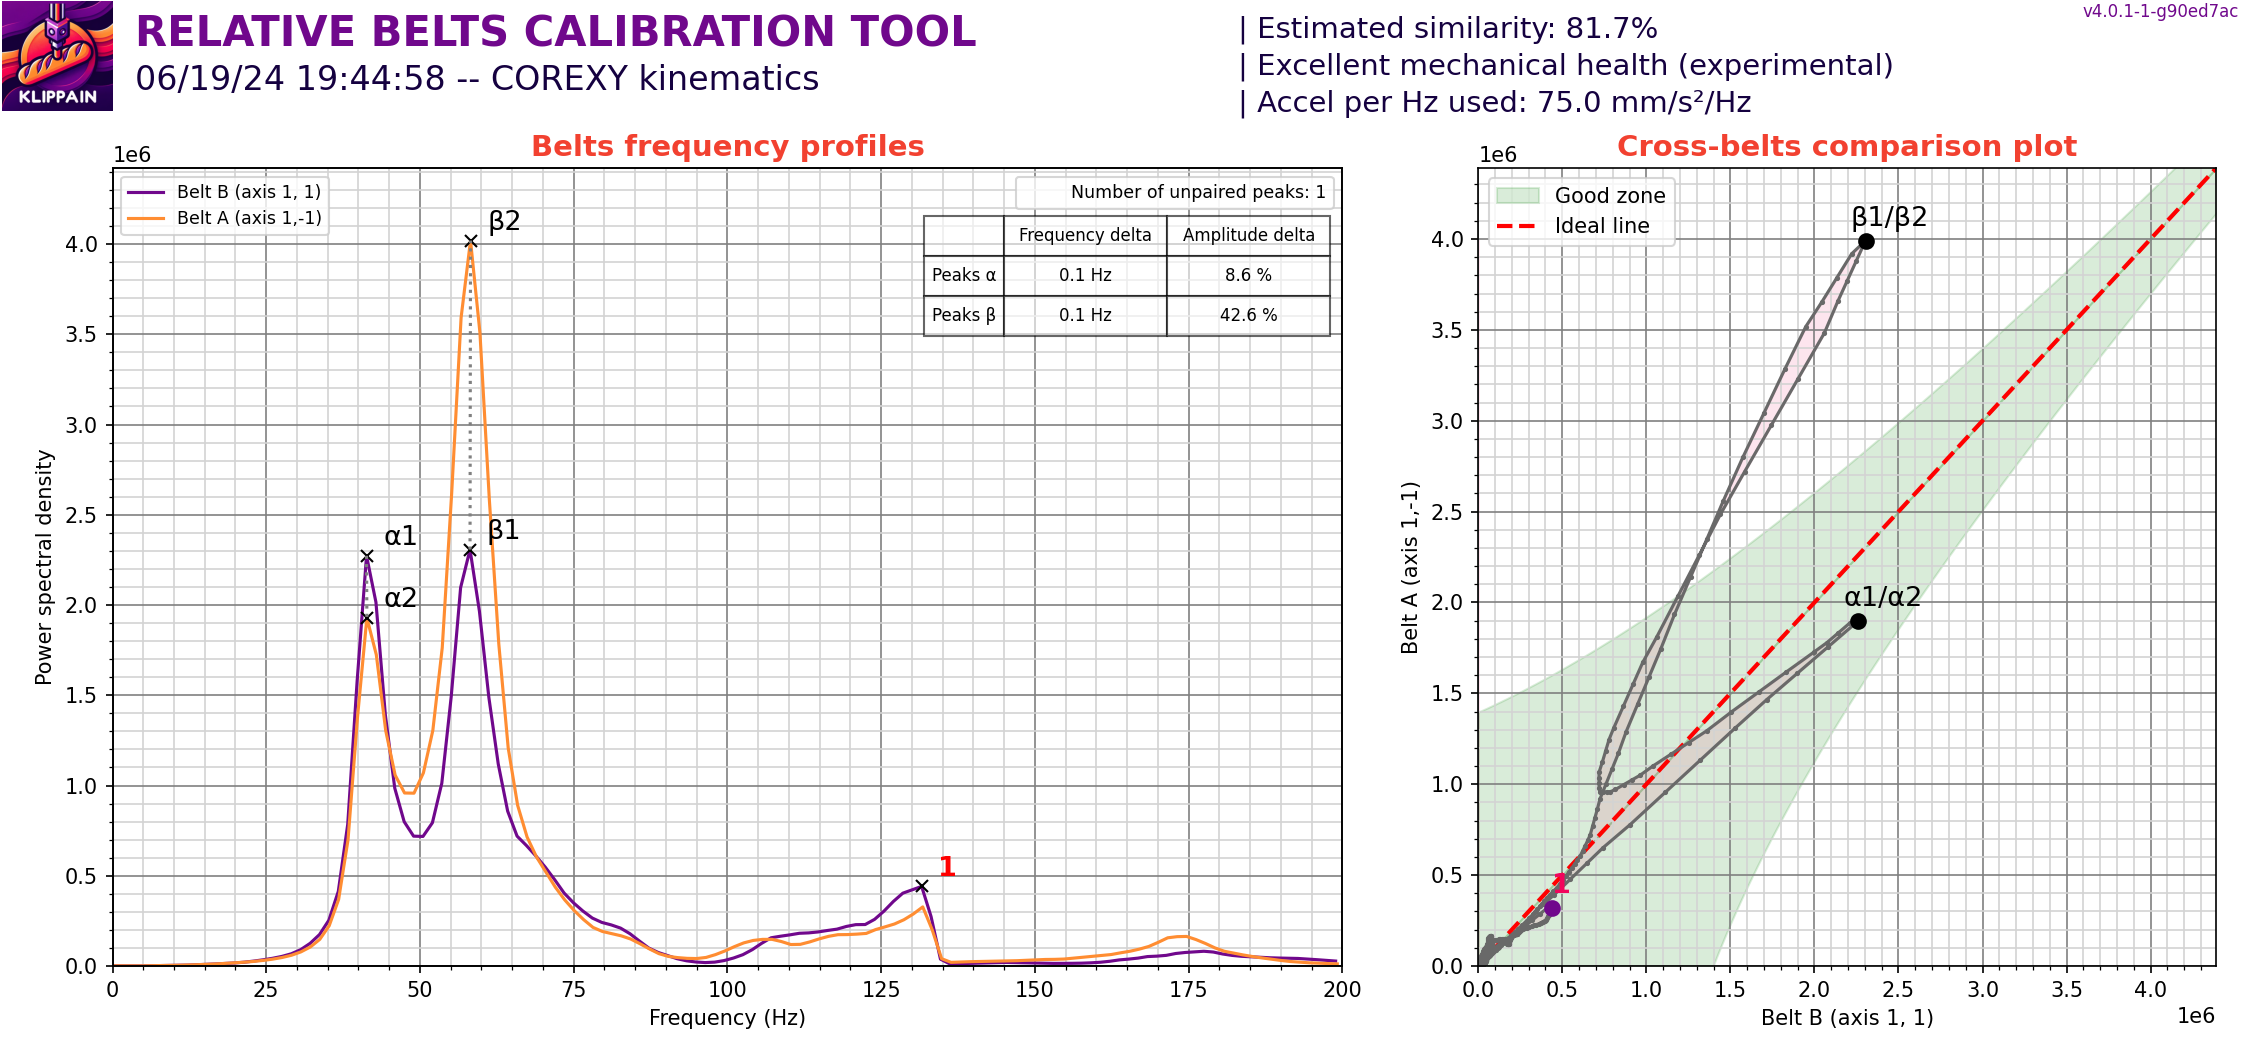 KLIPPAIN
RELATIVE BELTS CALIBRATION TOOL
06/19/24 19:44:58 -- COREXY kinematics
| Estimated similarity: 81.7%
| Excellent mechanical health (experimental)
| Accel per Hz used: 75.0 mm/s²/Hz
v4.0.1-1-g90ed7ac
Belts frequency profiles
1e6
Belt B (axis 1, 1)
Belt A (axis 1,-1)
Number of unpaired peaks: 1
Frequency delta Amplitude delta
Peaks α 0.1 Hz 8.6 %
Peaks β 0.1 Hz 42.6 %
β2
β1
α1
α2
1
4.0
3.5
3.0
2.5
2.0
1.5
1.0
0.5
0.0
Power spectral density
0 25 50 75 100 125 150 175 200
Frequency (Hz)
Cross-belts comparison plot
1e6
Good zone
Ideal line
β1/β2
α1/α2
1
4.0
3.5
3.0
2.5
2.0
1.5
1.0
0.5
0.0
Belt A (axis 1,-1)
0.0 0.5 1.0 1.5 2.0 2.5 3.0 3.5 4.0
Belt B (axis 1, 1)
1e6